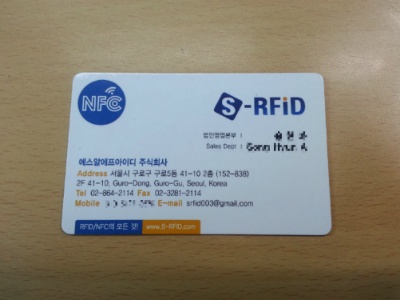 NFC
S-RFiD
법인영업본부 :
Sales Dept :
에스알에프아이디 주식회사
Address 서울시 구로구 구로5동 41-10 2층 (152-838)
2F 41-10, Guro-Dong, Guro-Gu, Seoul, Korea
Tel 02-864-2114 Fax 02-3281-2114
Mobile E-mail srfid003@gmail.com
RFID/NFC의 모든 것! www.S-RFID.com